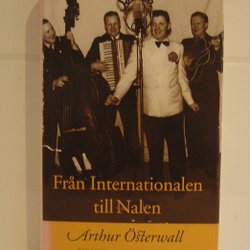 Från Internationalen
till Nalen
Arthur Österwall